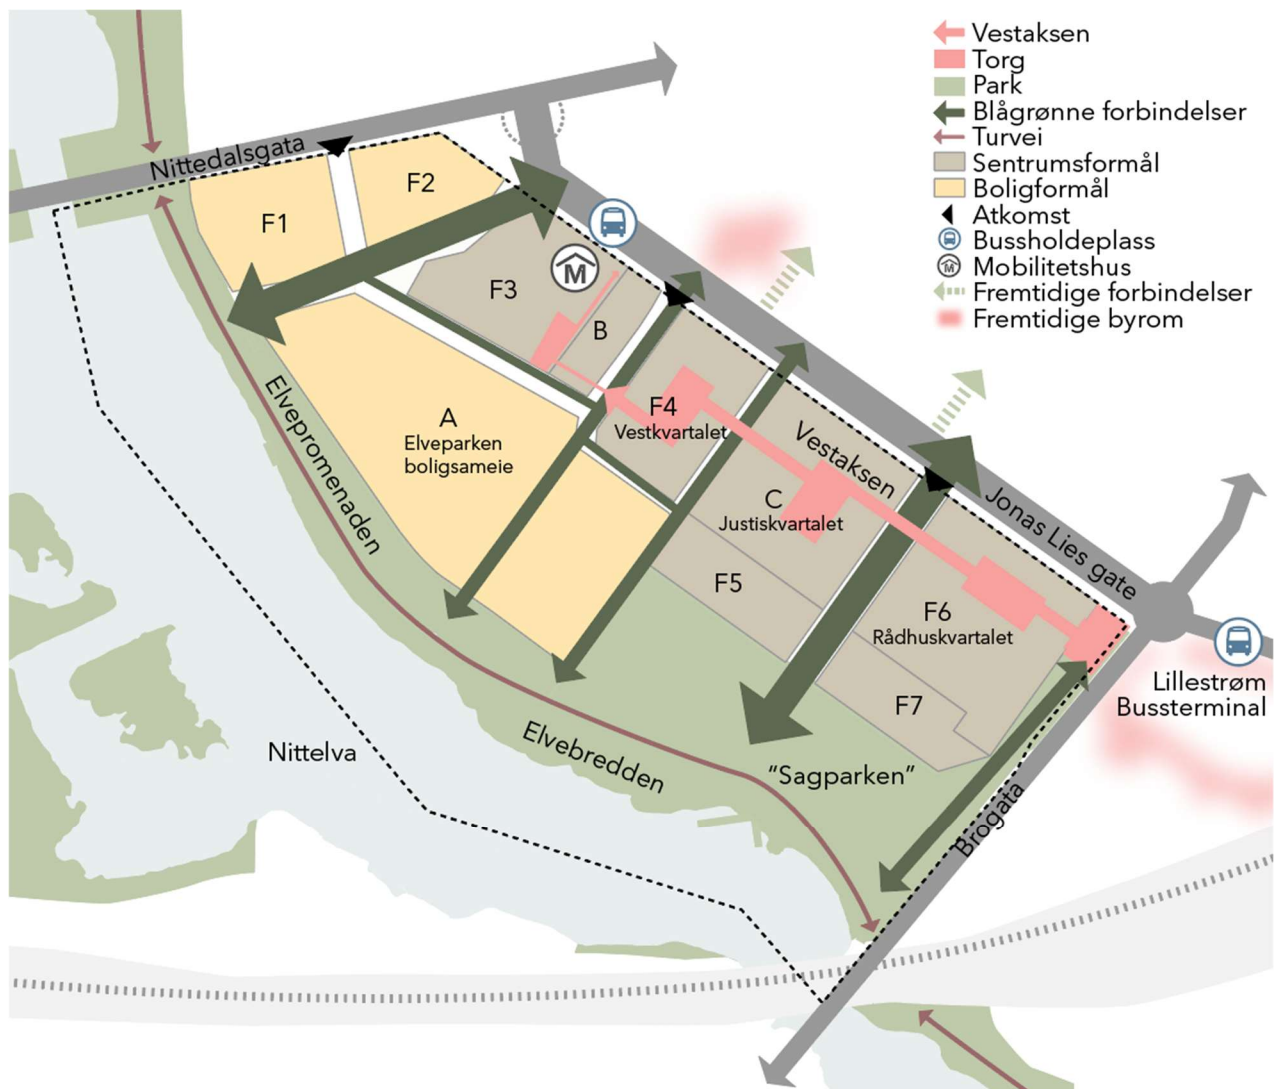 Vestaksen
Torg
Park
Blågrønne forbindelser
Turvei
Sentrumsformål
Boligformål
Atkomst
Bussholdeplass
M
Mobilitetshus
Fremtidige forbindelser
Fremtidige byrom
Nittedalsgata
F1
F2
F3
M
B
A
Elveparken
boligsameie
F4
Vestkvartalet
Vestaksen
C
Justiskvartalet
F5
F6
Rådhuskvartalet
F7
Jonas Lies gate
Lillestrøm
Bussterminal
Elvepromenaden
Elvebredden
"Sagparken"
Nittelva
Brogata